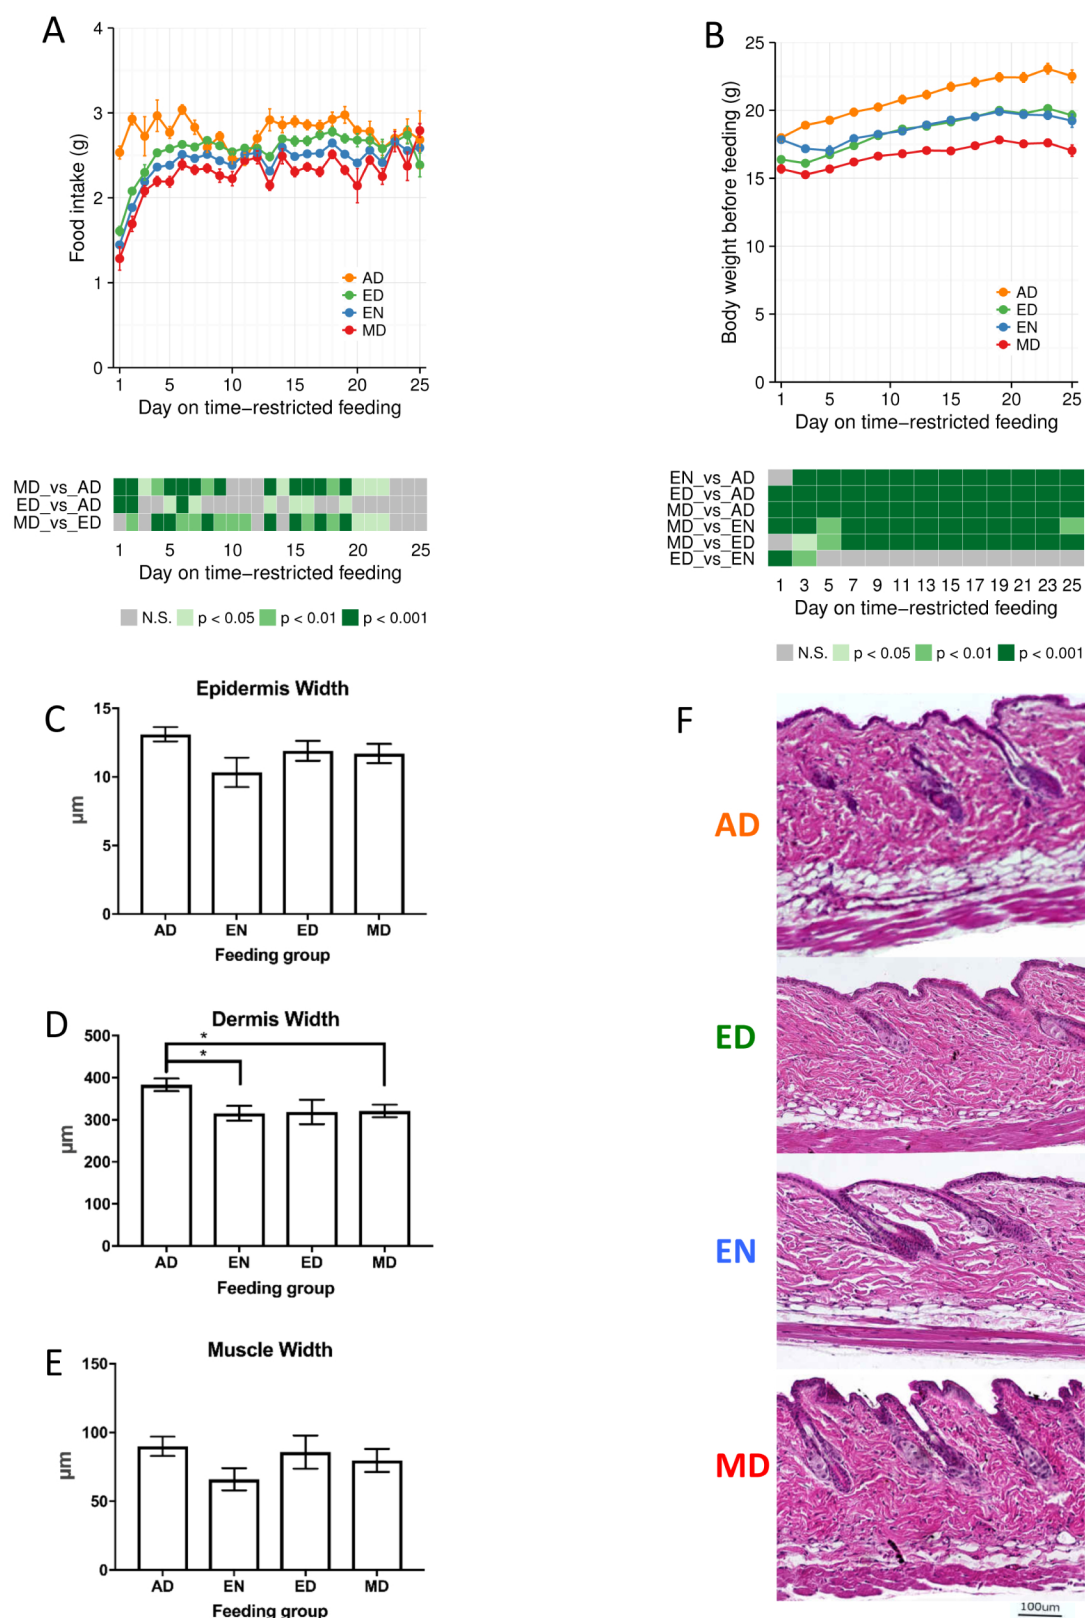 A
4
3
2
1
0
Food intake (g)
AD
ED
EN
MD
1 5 10 15 20 25
Day on time-restricted feeding
MD_vs_AD
ED_vs_AD
MD_vs_ED
1 5 10 15 20 25
Day on time-restricted feeding
N.S. p < 0.05 p < 0.01 p < 0.001
B
25
20
15
10
5
0
Body weight before feeding (g)
AD
ED
EN
MD
1 5 10 15 20 25
Day on time-restricted feeding
EN_vs_AD
ED_vs_AD
MD_vs_AD
MD_vs_EN
MD_vs_ED
ED_vs_EN
1 3 5 7 9 11 13 15 17 19 21 23 25
Day on time-restricted feeding
N.S. p < 0.05 p < 0.01 p < 0.001
C
Epidermis Width
15
10
5
0
µm
AD EN ED MD
Feeding group
D
Dermis Width
500
400
300
200
100
0
µm
*
*
AD EN ED MD
Feeding group
E
Muscle Width
150
100
50
0
µm
AD EN ED MD
Feeding group
F
AD
ED
EN
MD
100um